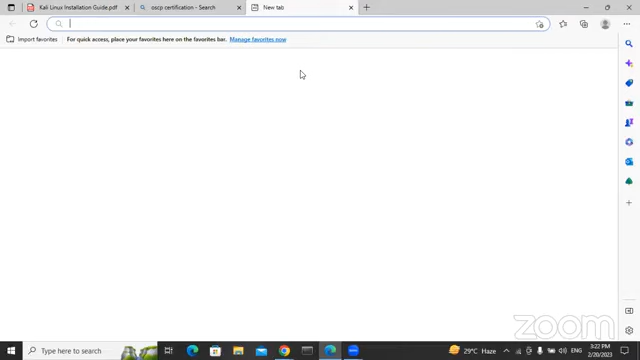 Kali Linux Installation Guide.pdf
oscp certification - Search
New tab
Import favorites
For quick access, place your favorites here on the favorites bar. Manage favorites now
zoom
Type here to search
29°C Haze
ENG
3:22 PM
2/20/2023